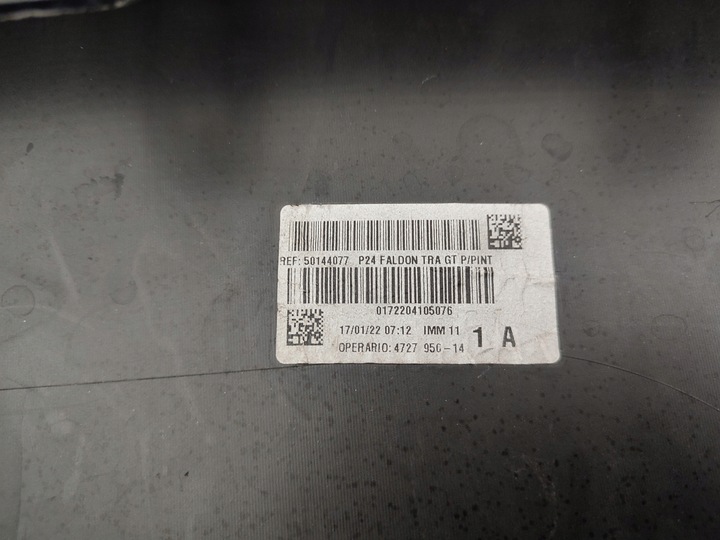 REF: 50144077 P24 FALDON TRA GT P/PINT
0172204105076
17/01/22 07:12 IMM 11 1 A
OPERARIO: 4727 956-14